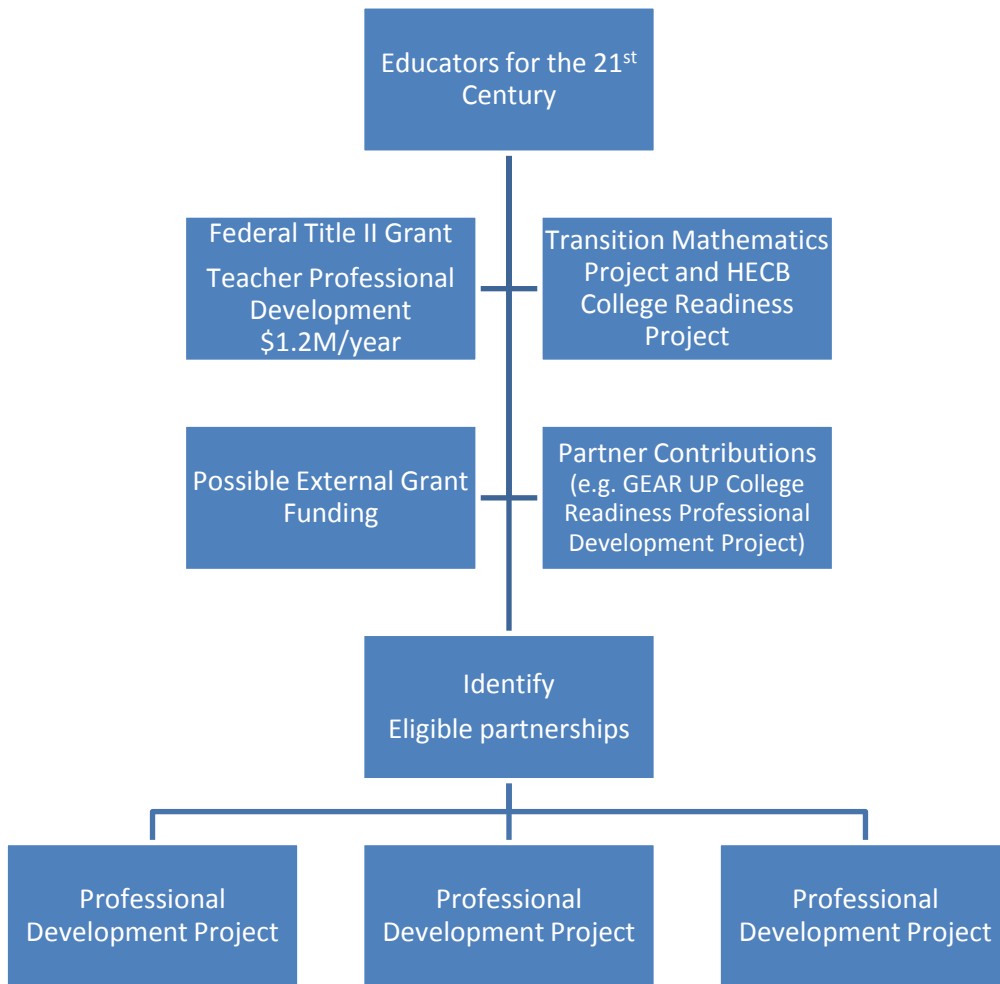 Educators for the 21st
Century
Federal Title II Grant
Teacher Professional
Development
$1.2M/year
Transition Mathematics
Project and HECB
College Readiness
Project
Possible External Grant
Funding
Partner Contributions
(e.g. GEAR UP College
Readiness Professional
Development Project)
Identify
Eligible partnerships
Professional
Development Project
Professional
Development Project
Professional
Development Project